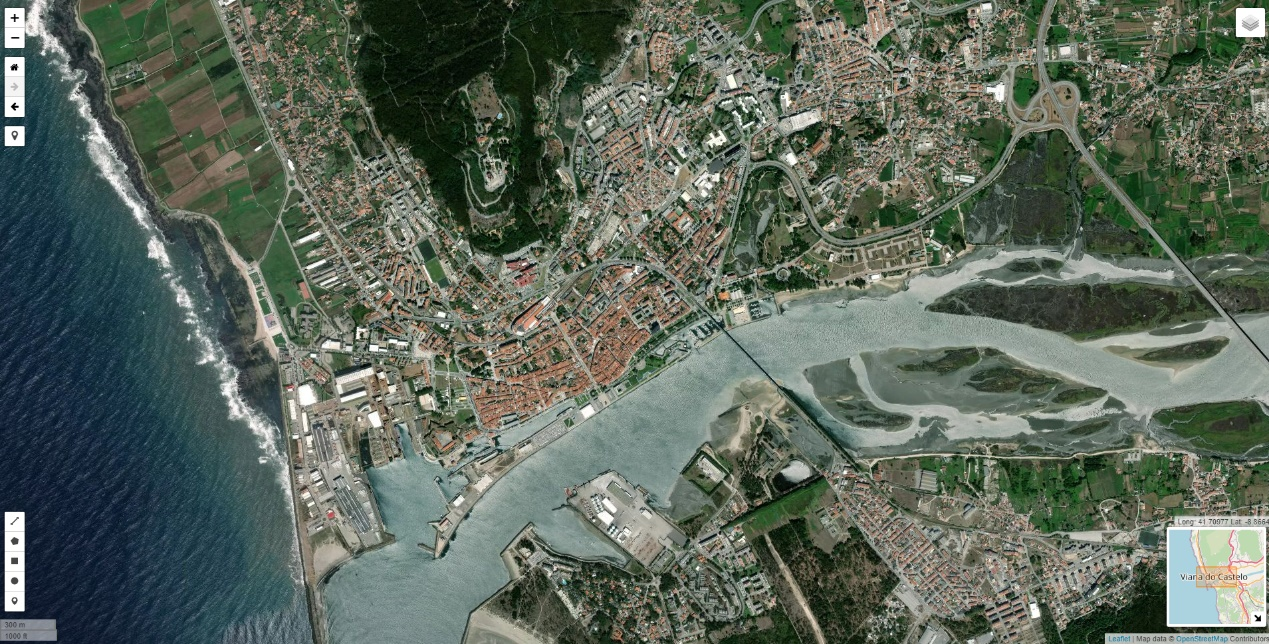 +
−
Long: 41.70977 Lat: -8.8664
Viana do Castelo
300 m
1000 ft
Leaflet | Map data © OpenStreetMap Contributors